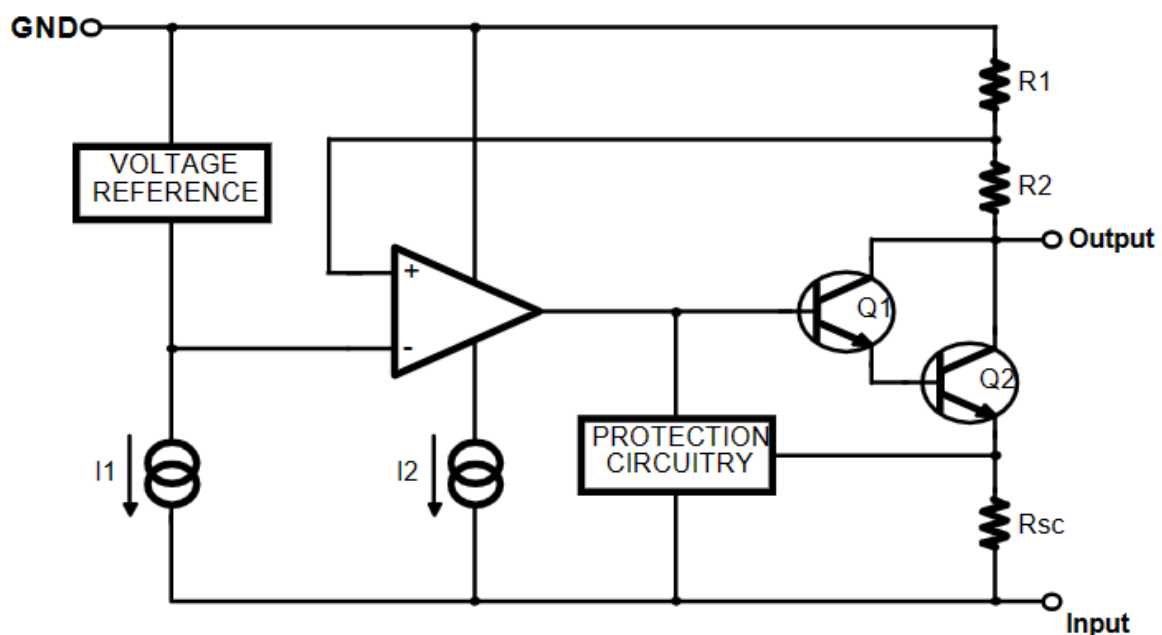 GND
R1
VOLTAGE
REFERENCE
R2
Output
+
-
Q1
Q2
PROTECTION
CIRCUITRY
I1
I2
Rsc
Input